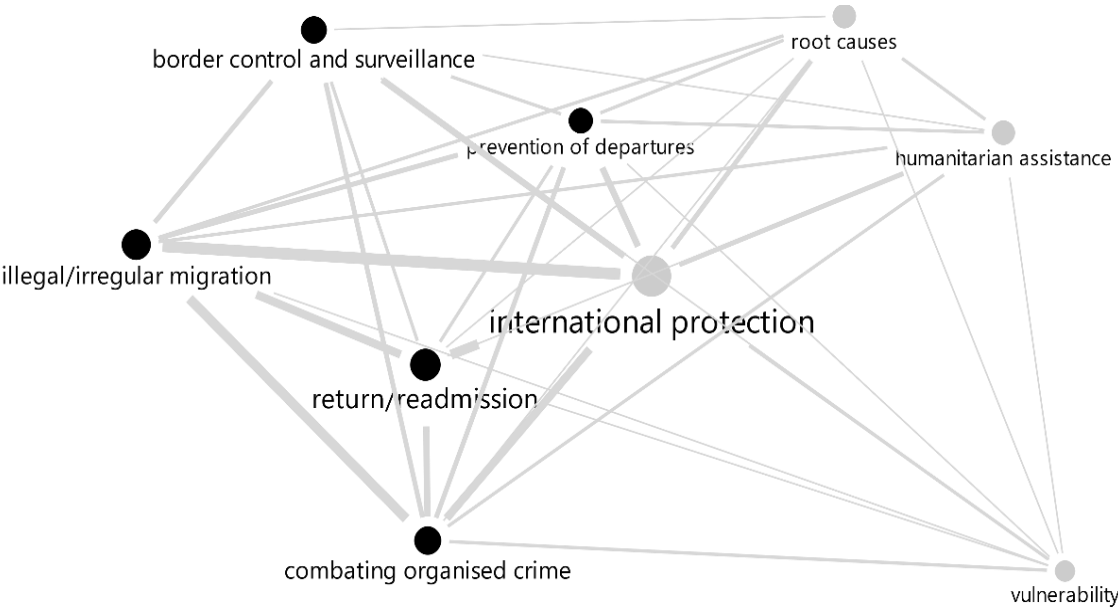 root causes
border control and surveillance
prevention of departures
humanitarian assistance
illegal/irregular migration
international protection
return/readmission
combating organised crime
vulnerability